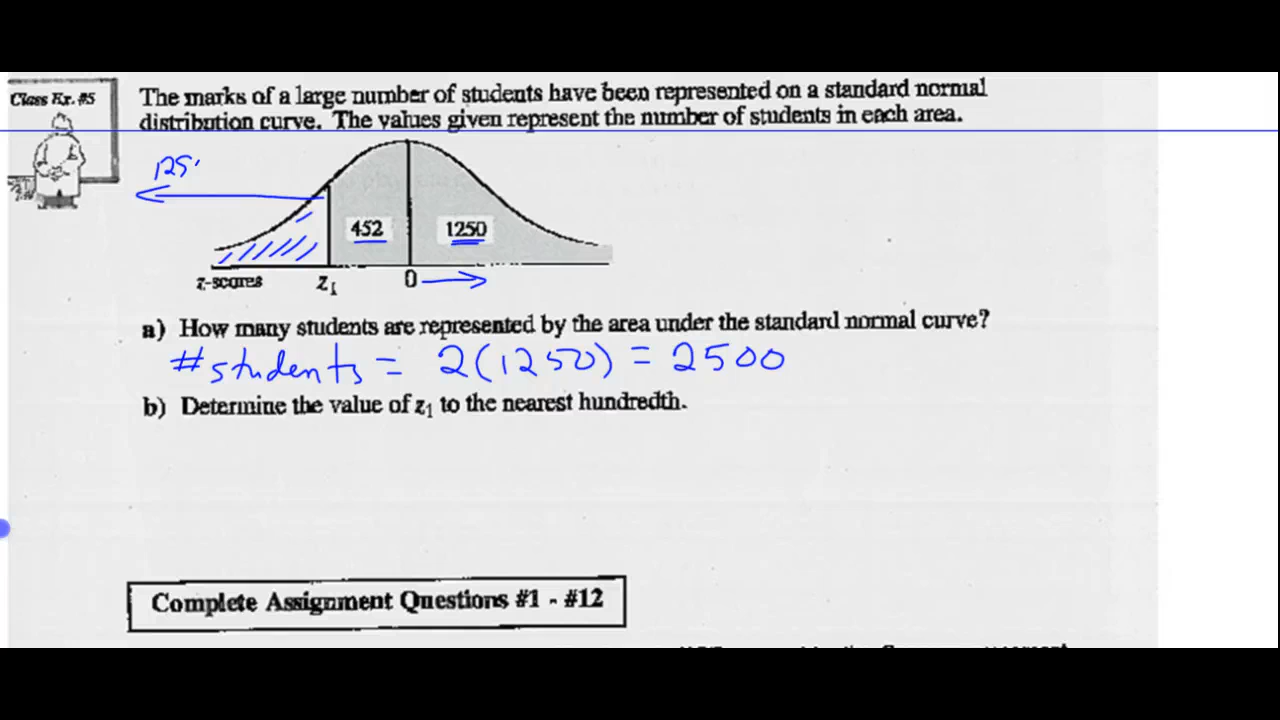 Class Ex. #5
The marks of a large number of students have been represented on a standard normal
distribution curve. The values given represent the number of students in each area.
125
452
1250
z-scores
z₁
0
a) How many students are represented by the area under the standard normal curve?
# students = 2(1250) = 2500
b) Determine the value of z₁ to the nearest hundredth.
Complete Assignment Questions #1 - #12